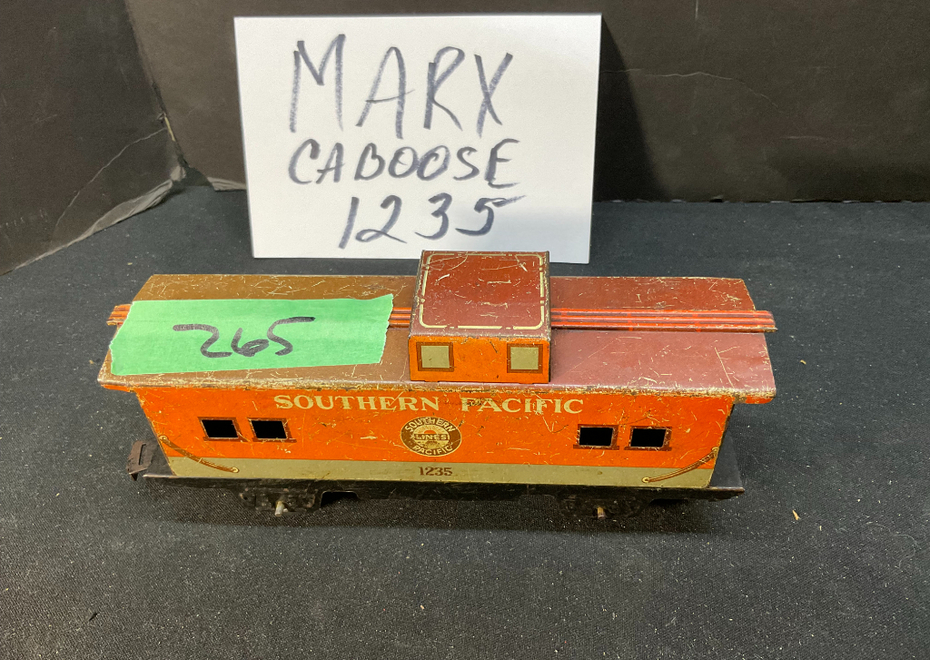 MARX
CABOOSE
1235
265
SOUTHERN PACIFIC
SOUTHERN
LINES
PACIFIC
1235